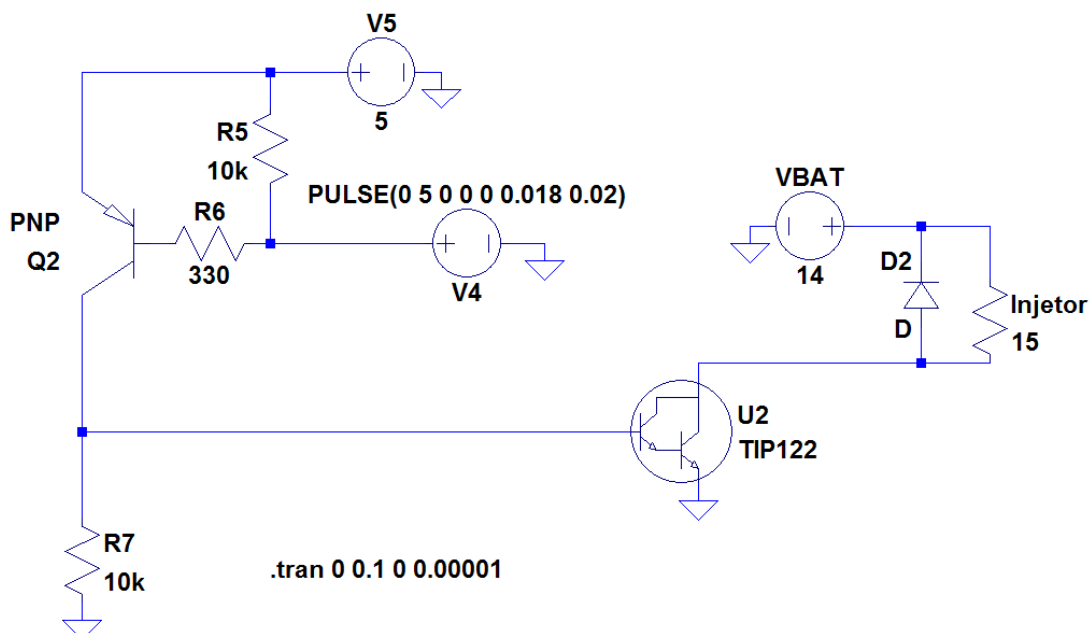 V5
5
R5
10k
PULSE(0 5 0 0 0 0.018 0.02)
VBAT
14
PNP
Q2
R6
330
V4
D2
D
Injetor
15
U2
TIP122
R7
10k
.tran 0 0.1 0 0.00001